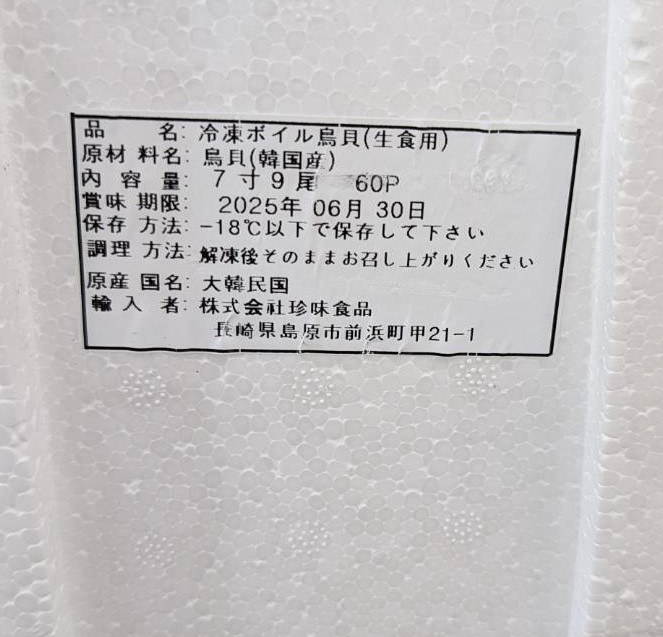 品 名: 冷凍ボイル鳥貝(生食用)
原材 料名: 鳥貝(韓国産)
内 容 量: 7 寸 9 尾 60P
賞味 期限: 2025年 06月 30日
保存 方法: -18℃以下で保存して下さい
調理 方法: 解凍後そのままお召し上がりください
原産 国名: 大韓民国
輸 入 者: 株式会社珍味食品
長崎県島原市前浜町甲21-1